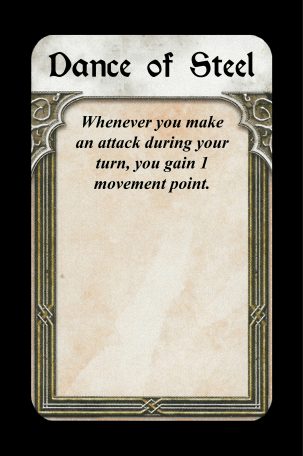 Dance of Steel
Whenever you make
an attack during your
turn, you gain 1
movement point.